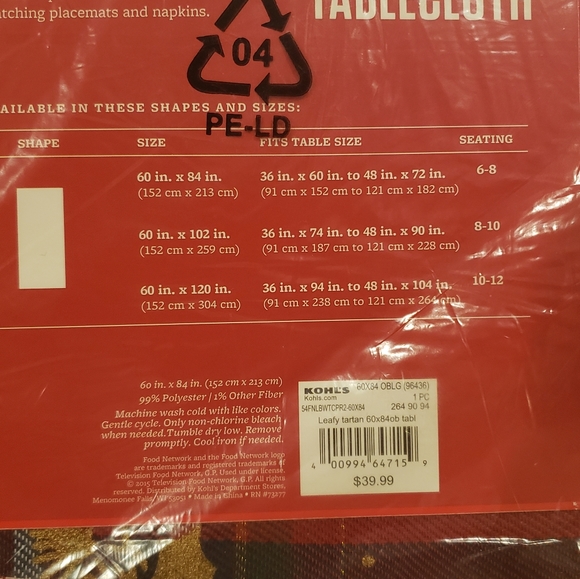 tching placemats and napkins.
TABLECLOTH
04
PE-LD
AILABLE IN THESE SHAPES AND SIZES:
SHAPE SIZE FITS TABLE SIZE SEATING
60 in. x 84 in. 36 in. x 60 in. to 48 in. x 72 in. 6-8
(152 cm x 213 cm) (91 cm x 152 cm to 121 cm x 182 cm)
60 in. x 102 in. 36 in. x 74 in. to 48 in. x 90 in. 8-10
(152 cm x 259 cm) (91 cm x 187 cm to 121 cm x 228 cm)
60 in. x 120 in. 36 in. x 94 in. to 48 in. x 104 in. 10-12
(152 cm x 304 cm) (91 cm x 238 cm to 121 cm x 264 cm)
60 in. x 84 in. (152 cm x 213 cm)
99% Polyester / 1% Other Fiber
Machine wash cold with like colors.
Gentle cycle. Only non-chlorine bleach
when needed. Tumble dry low. Remove
promptly. Cool iron if needed.
Food Network and the Food Network logo
are trademarks and registered trademarks of
Television Food Network, G.P. Used under license.
© 2015 Television Food Network, G.P. All rights
reserved. Distributed by Kohl's Department Stores,
Menomonee Falls, WI 53051 • Made in China • RN #73277
KOHL'S 60X84 OBLG (96436)
Kohls.com 1 PC
54FNLBWTCPR2-60X84 264 90 94
Leafy tartan 60x84ob tabl
4 00994 64715 9
$39.99